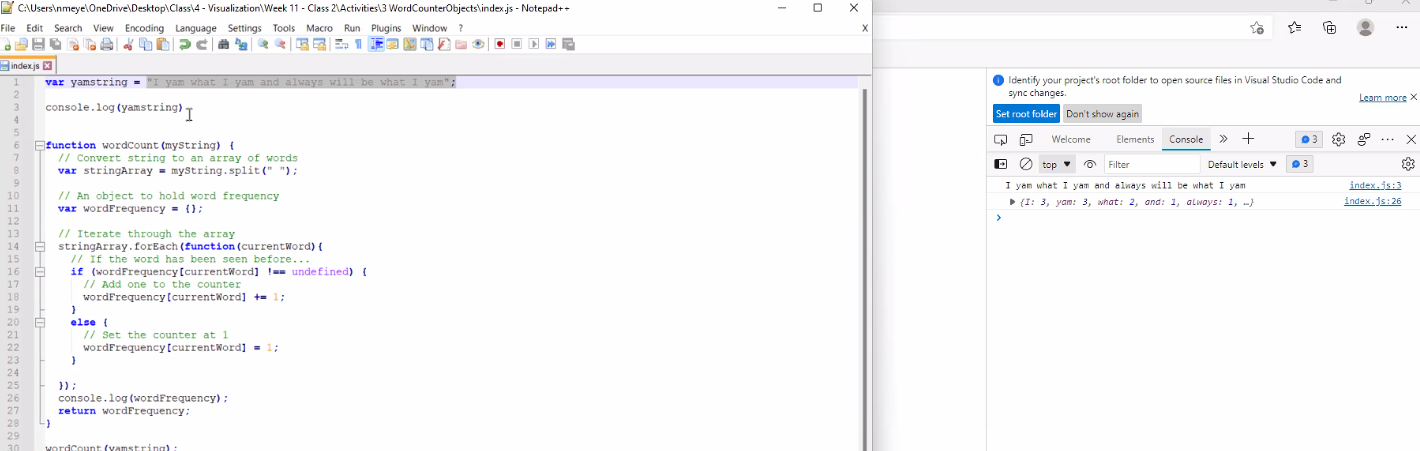 C:\Users\nmeye\OneDrive\Desktop\Class\4 - Visualization\Week 11 - Class 2\Activities\3 WordCounterObjects\index.js - Notepad++
File Edit Search View Encoding Language Settings Tools Macro Run Plugins Window ? X
index.js
1 var yamstring = "I yam what I yam and always will be what I yam";
2
3 console.log(yamstring)
4
5
6 function wordCount(myString) {
7 // Convert string to an array of words
8 var stringArray = myString.split(" ");
9
10 // An object to hold word frequency
11 var wordFrequency = {};
12
13 // Iterate through the array
14 stringArray.forEach(function(currentWord){
15 // If the word has been seen before...
16 if (wordFrequency[currentWord] !== undefined) {
17 // Add one to the counter
18 wordFrequency[currentWord] += 1;
19 }
20 else {
21 // Set the counter at 1
22 wordFrequency[currentWord] = 1;
23 }
24
25 });
26 console.log(wordFrequency);
27 return wordFrequency;
28 }
29
30 wordCount(yamstring);
Identify your project's root folder to open source files in Visual Studio Code and
sync changes.
Learn more
Set root folder Don't show again
Welcome Elements Console 3
top Filter Default levels 3
I yam what I yam and always will be what I yam index.js:3
{I: 3, yam: 3, what: 2, and: 1, always: 1, …} index.js:26